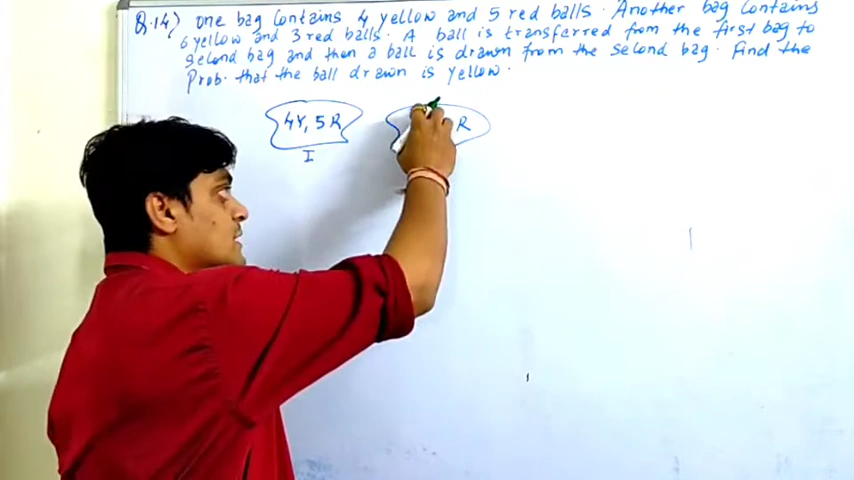 Q.14) one bag contains 4 yellow and 5 red balls. Another bag contains
6 yellow and 3 red balls. A ball is transferred from the first bag to
second bag and then a ball is drawn from the second bag. Find the
Prob. that the ball drawn is yellow.
4Y, 5R
R
I